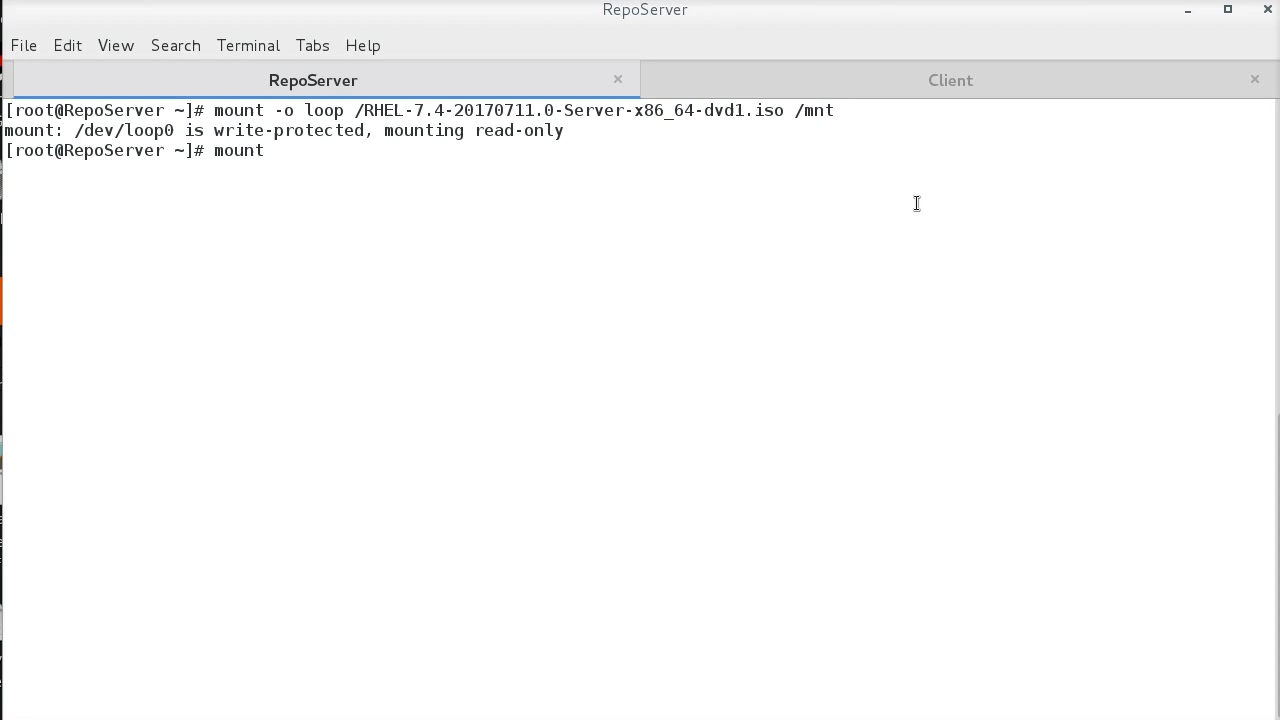 RepoServer
File Edit View Search Terminal Tabs Help
RepoServer Client
[root@RepoServer ~]# mount -o loop /RHEL-7.4-20170711.0-Server-x86_64-dvd1.iso /mnt
mount: /dev/loop0 is write-protected, mounting read-only
[root@RepoServer ~]# mount